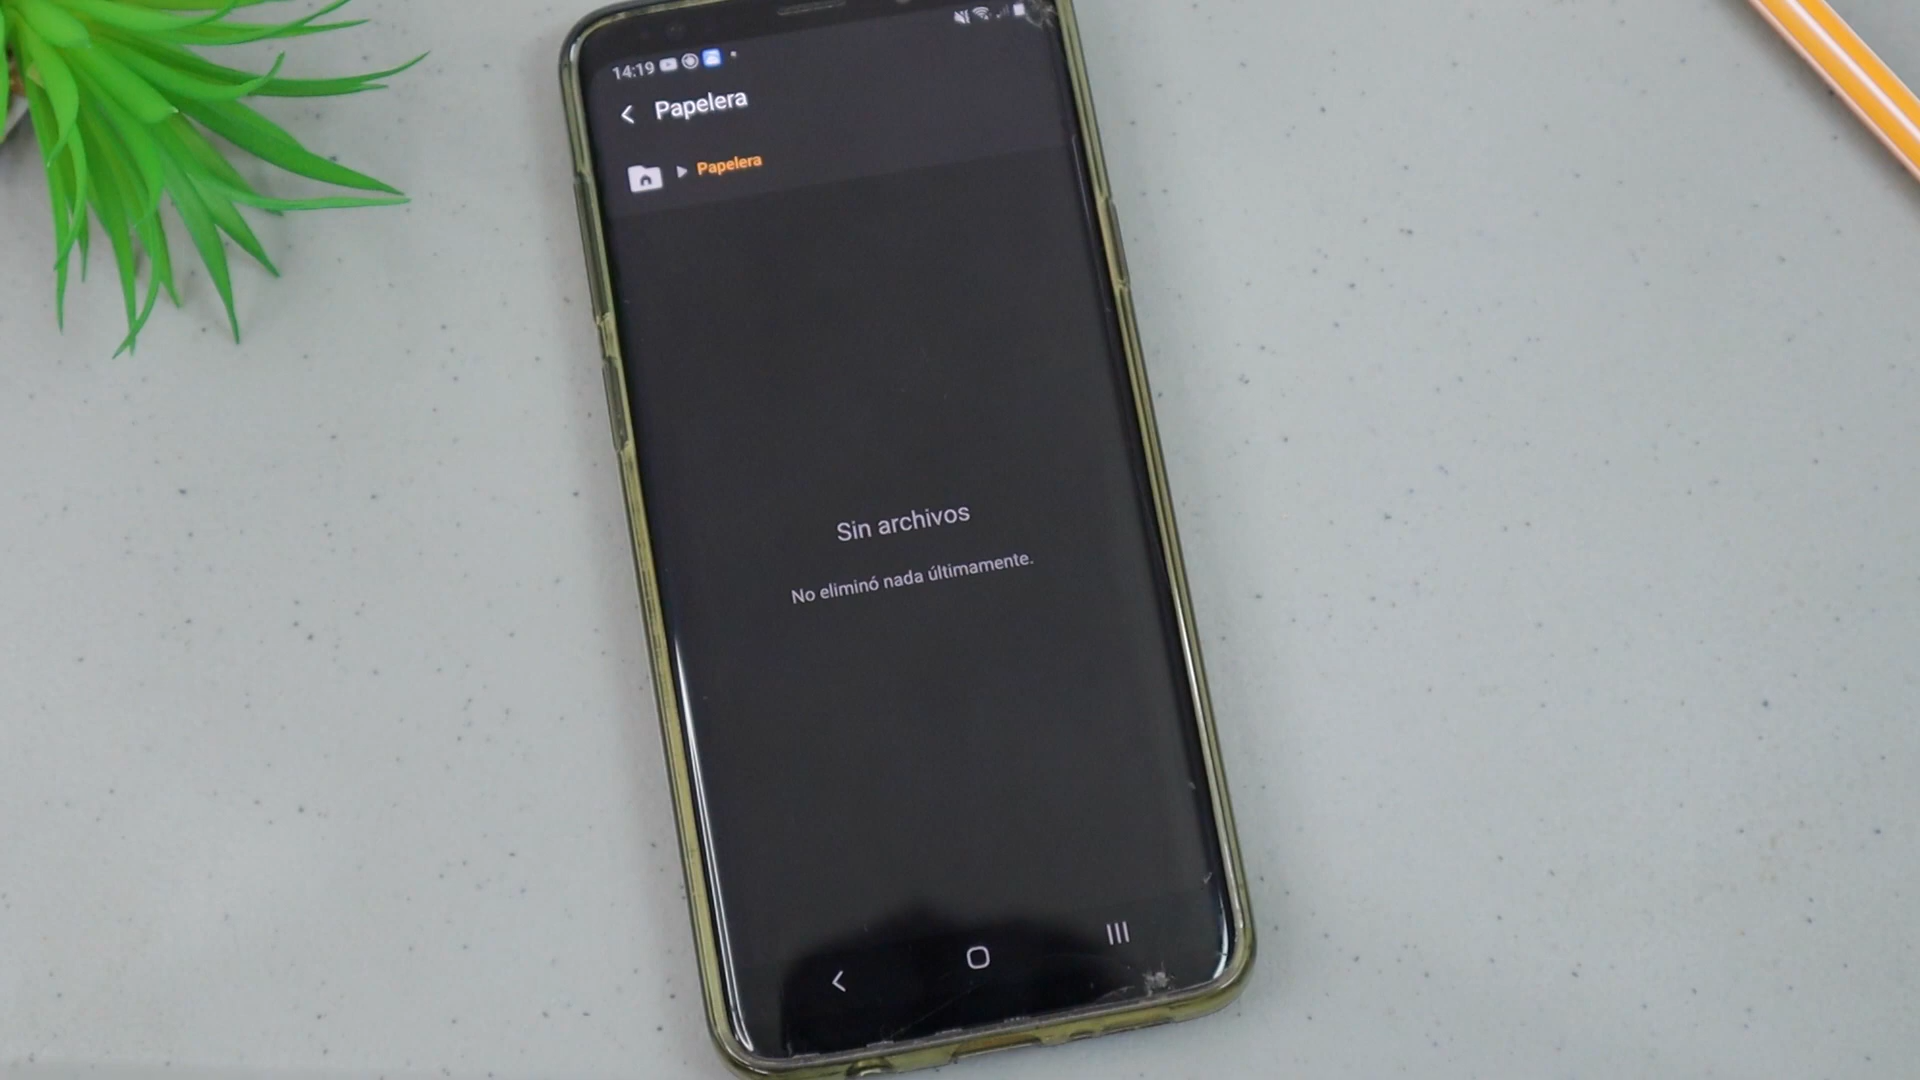 14:19
Papelera
Papelera
Sin archivos
No eliminó nada últimamente.